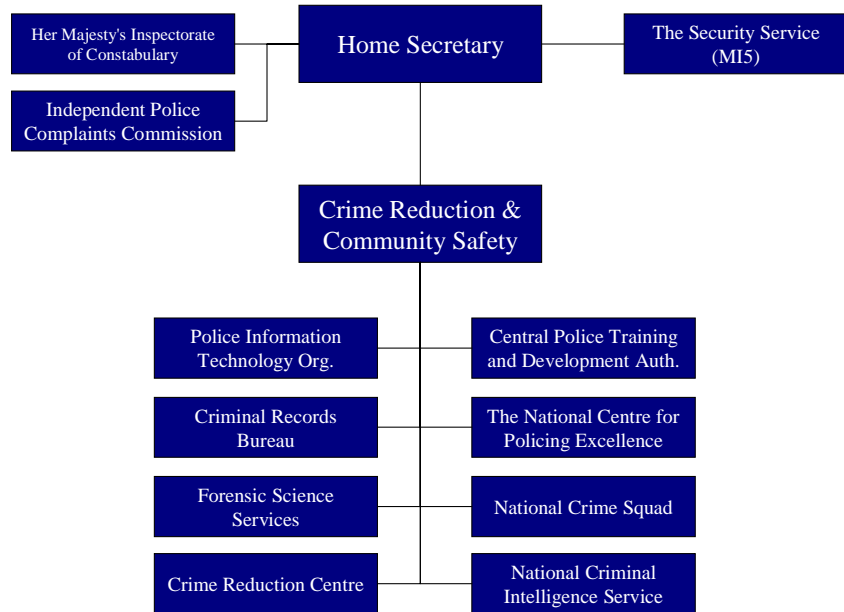 Her Majesty's Inspectorate
of Constabulary
Home Secretary
The Security Service
(MI5)
Independent Police
Complaints Commission
Crime Reduction &
Community Safety
Police Information
Technology Org.
Central Police Training
and Development Auth.
Criminal Records
Bureau
The National Centre for
Policing Excellence
Forensic Science
Services
National Crime Squad
Crime Reduction Centre
National Criminal
Intelligence Service